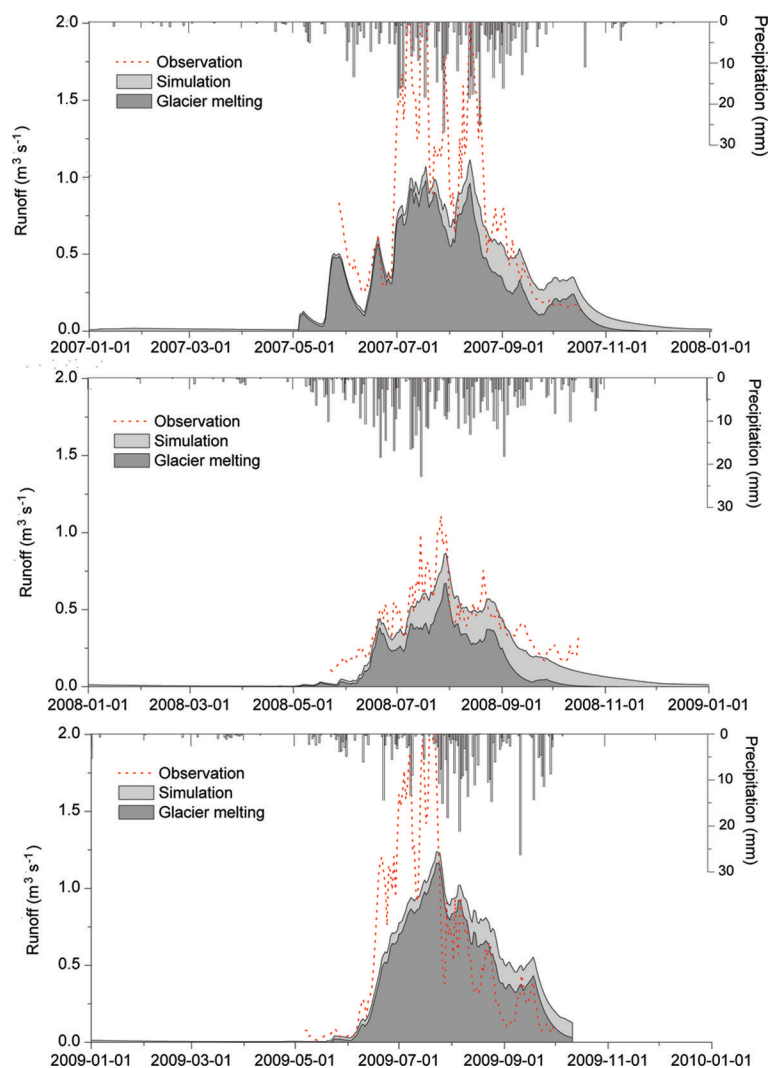 2.0
0
Observation
Simulation
Glacier melting
10
1.5
20
30
1.0
0.5
0.0
Runoff (m³ s⁻¹)
Precipitation (mm)
2007-01-01 2007-03-01 2007-05-01 2007-07-01 2007-09-01 2007-11-01 2008-01-01
2.0
0
Observation
Simulation
Glacier melting
10
1.5
20
30
1.0
0.5
0.0
Runoff (m³ s⁻¹)
Precipitation (mm)
2008-01-01 2008-03-01 2008-05-01 2008-07-01 2008-09-01 2008-11-01 2009-01-01
2.0
0
Observation
Simulation
Glacier melting
10
1.5
20
30
1.0
0.5
0.0
Runoff (m³ s⁻¹)
Precipitation (mm)
2009-01-01 2009-03-01 2009-05-01 2009-07-01 2009-09-01 2009-11-01 2010-01-01